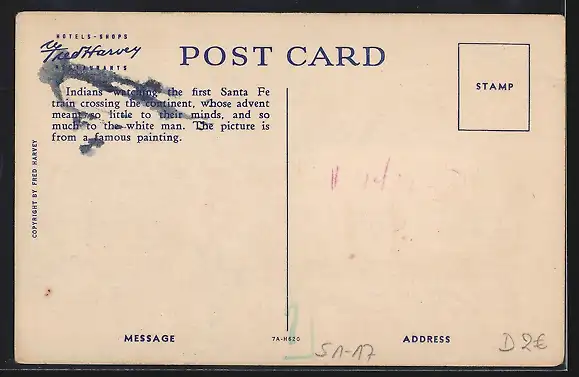 HOTELS-SHOPS
Fred Harvey
RESTAURANTS
POST CARD
STAMP
Indians watching the first Santa Fe
train crossing the continent, whose advent
meant so little to their minds, and so
much to the white man. The picture is
from a famous painting.
COPYRIGHT BY FRED HARVEY
MESSAGE
7A-H620
ADDRESS
S1-17
D 2€